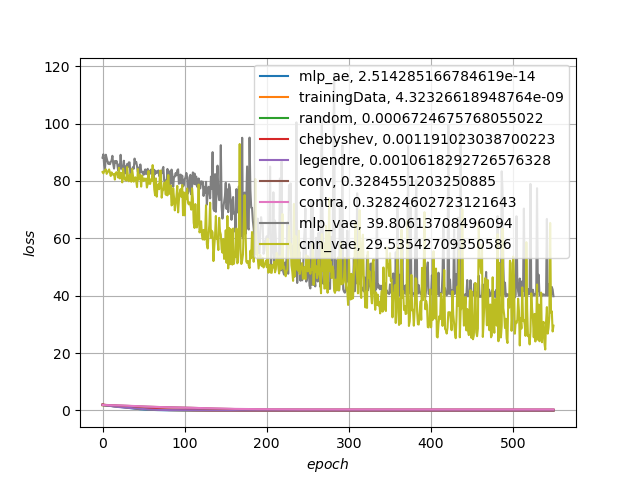 120
100
80
60
40
20
0
loss
0
100
200
300
400
500
epoch
mlp_ae, 2.514285166784619e-14
trainingData, 4.32326618948764e-09
random, 0.0006724675768055022
chebyshev, 0.001191023038700223
legendre, 0.0010618292726576328
conv, 0.3284551203250885
contra, 0.32824602723121643
mlp_vae, 39.80613708496094
cnn_vae, 29.53542709350586